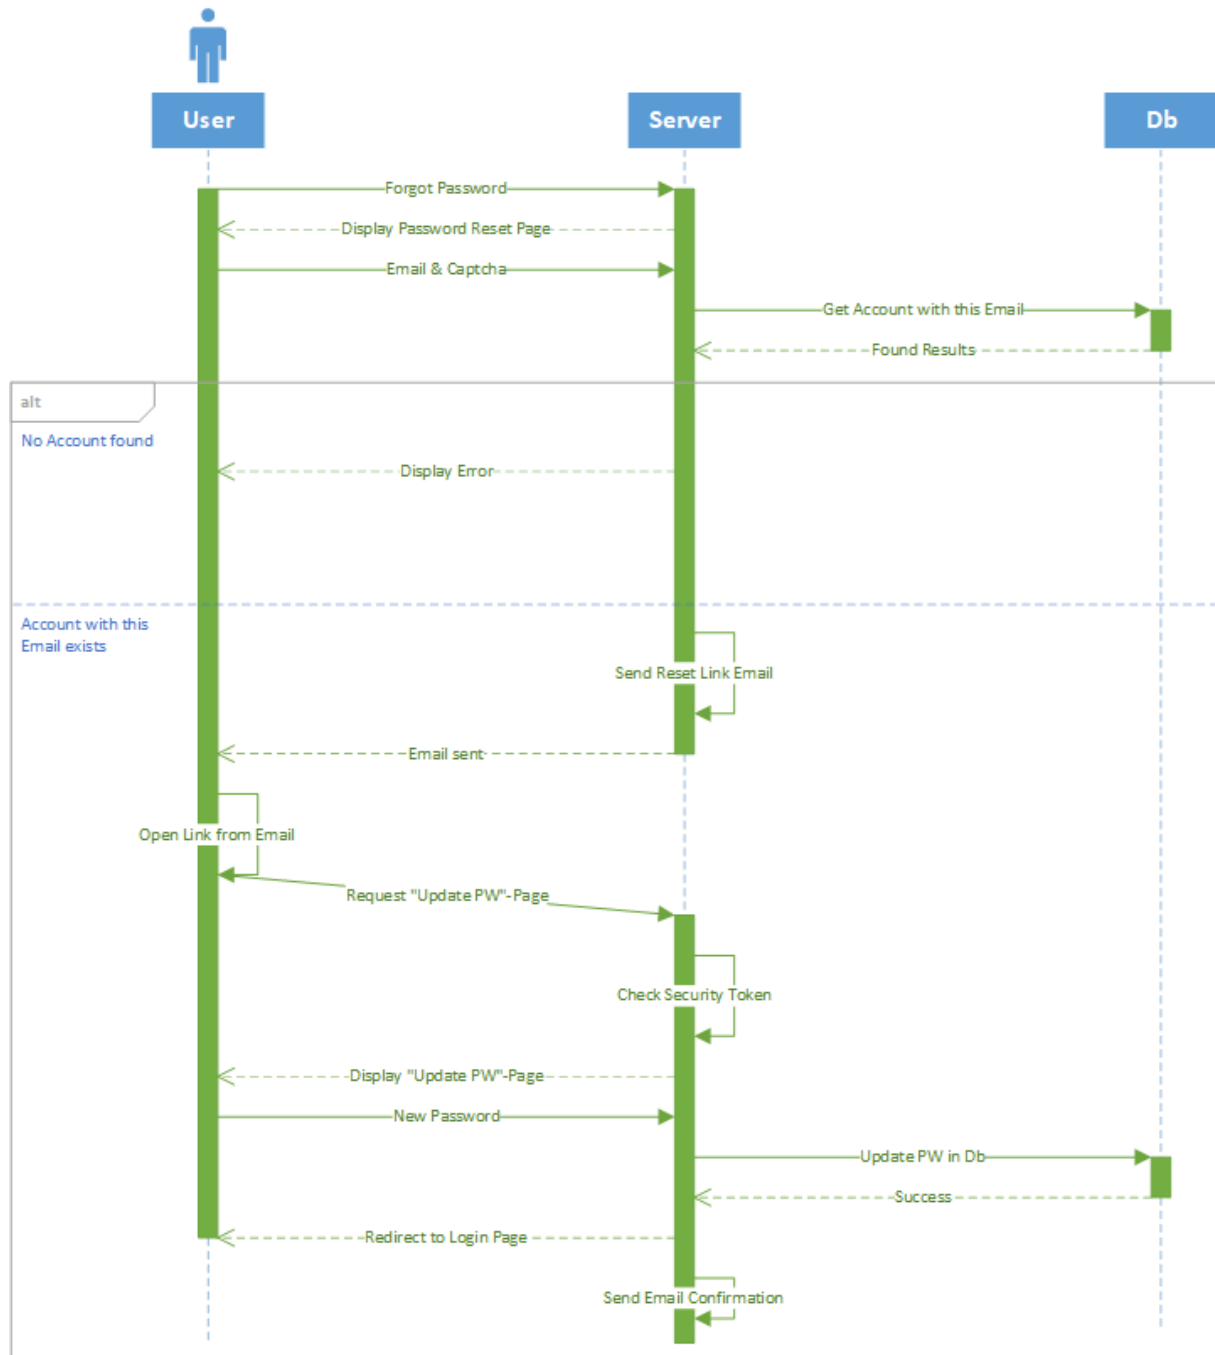 User
Server
Db
Forgot Password
Display Password Reset Page
Email & Captcha
Get Account with this Email
Found Results
alt
No Account found
Display Error
Account with this
Email exists
Send Reset Link Email
Email sent
Open Link from Email
Request "Update PW"-Page
Check Security Token
Display "Update PW"-Page
New Password
Update PW in Db
Success
Redirect to Login Page
Send Email Confirmation